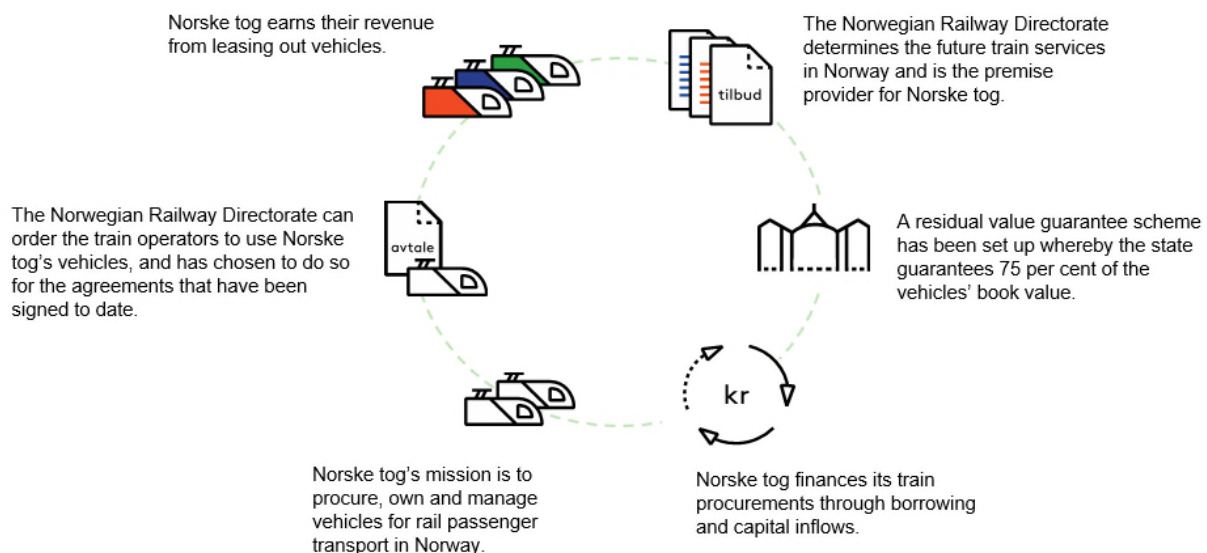 Norske tog earns their revenue
from leasing out vehicles.
The Norwegian Railway Directorate
determines the future train services
in Norway and is the premise
provider for Norske tog.
tilbud
The Norwegian Railway Directorate can
order the train operators to use Norske
tog's vehicles, and has chosen to do so
for the agreements that have been
signed to date.
avtale
A residual value guarantee scheme
has been set up whereby the state
guarantees 75 per cent of the
vehicles' book value.
kr
Norske tog's mission is to
procure, own and manage
vehicles for rail passenger
transport in Norway.
Norske tog finances its train
procurements through borrowing
and capital inflows.